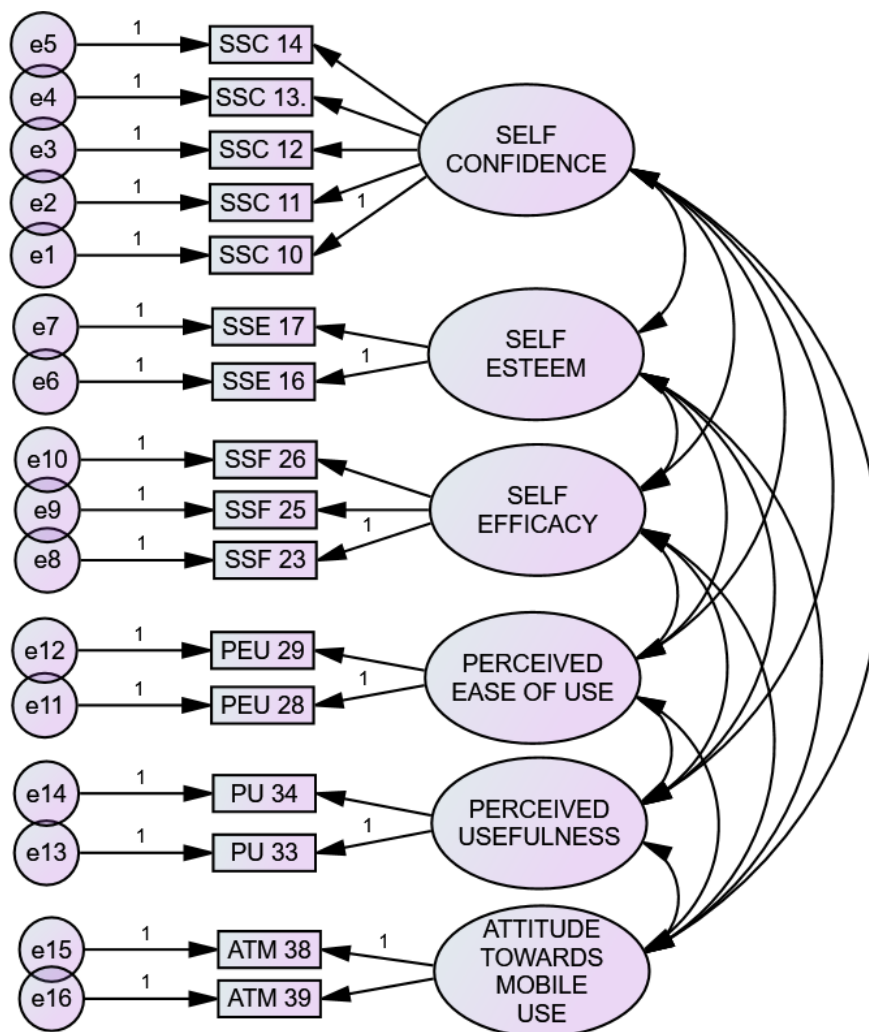 e5 1 SSC 14
e4 1 SSC 13.
e3 1 SSC 12
e2 1 SSC 11 1
e1 1 SSC 10
SELF
CONFIDENCE
e7 1 SSE 17
e6 1 SSE 16 1
SELF
ESTEEM
e10 1 SSF 26
e9 1 SSF 25
e8 1 SSF 23 1
SELF
EFFICACY
e12 1 PEU 29
e11 1 PEU 28 1
PERCEIVED
EASE OF USE
e14 1 PU 34
e13 1 PU 33 1
PERCEIVED
USEFULNESS
e15 1 ATM 38 1
e16 1 ATM 39
ATTITUDE
TOWARDS
MOBILE
USE